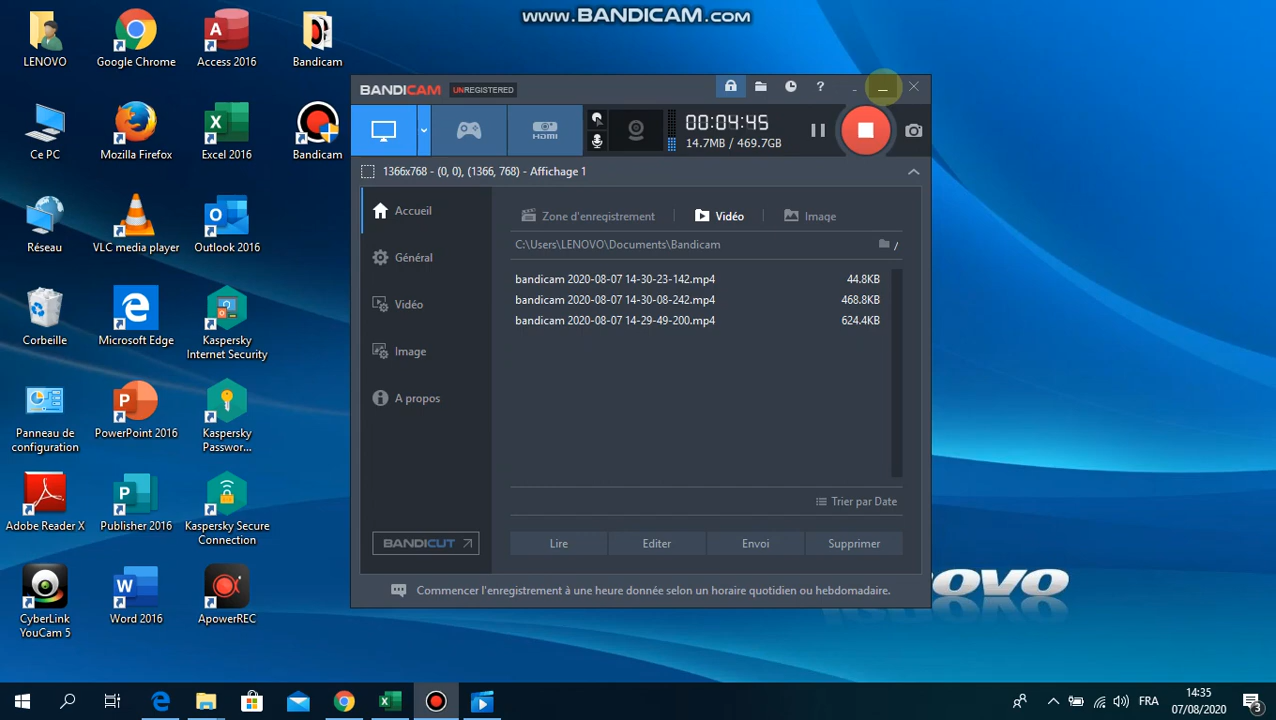 www.BANDICAM.com
LENOVO
Google Chrome
Access 2016
Bandicam
Ce PC
Mozilla Firefox
Excel 2016
Bandicam
Réseau
VLC media player
Outlook 2016
Corbeille
Microsoft Edge
Kaspersky
Internet Security
Panneau de
configuration
PowerPoint 2016
Kaspersky
Passwor...
Adobe Reader X
Publisher 2016
Kaspersky Secure
Connection
CyberLink
YouCam 5
Word 2016
ApowerREC
BANDICAM UNREGISTERED
HDMI
00:04:45
14.7MB / 469.7GB
1366x768 - (0, 0), (1366, 768) - Affichage 1
Accueil
Général
Vidéo
Image
A propos
BANDICUT
Zone d'enregistrement
Vidéo
Image
C:\Users\LENOVO\Documents\Bandicam
/
bandicam 2020-08-07 14-30-23-142.mp4 44.8KB
bandicam 2020-08-07 14-30-08-242.mp4 468.8KB
bandicam 2020-08-07 14-29-49-200.mp4 624.4KB
Trier par Date
Lire
Editer
Envoi
Supprimer
Commencer l'enregistrement à une heure donnée selon un horaire quotidien ou hebdomadaire.
FRA
14:35
07/08/2020
3